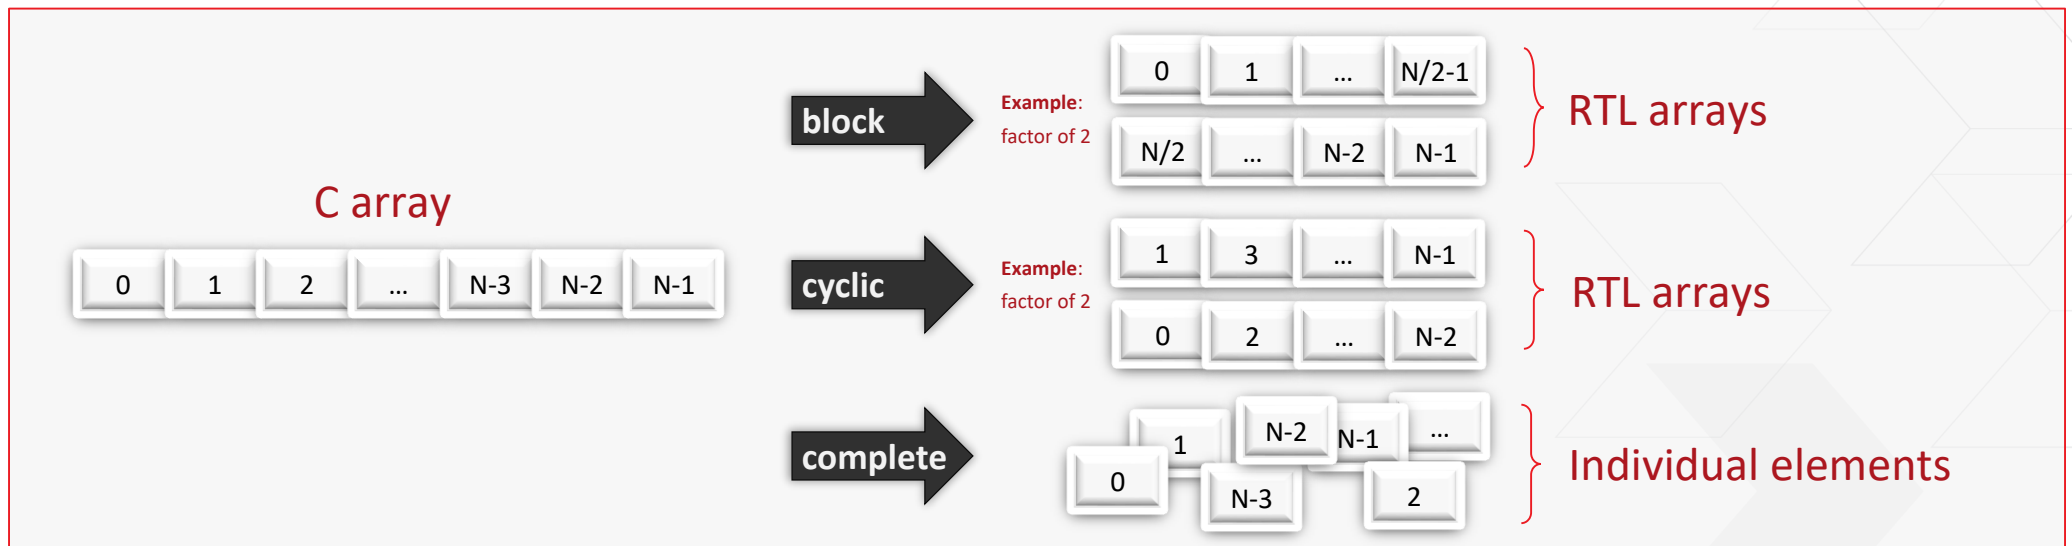 C array
0 1 2 ... N-3 N-2 N-1
block
Example:
factor of 2
0 1 ... N/2-1
N/2 ... N-2 N-1
RTL arrays
cyclic
Example:
factor of 2
1 3 ... N-1
0 2 ... N-2
RTL arrays
complete
1 N-2 N-1 ...
0 N-3 2
Individual elements